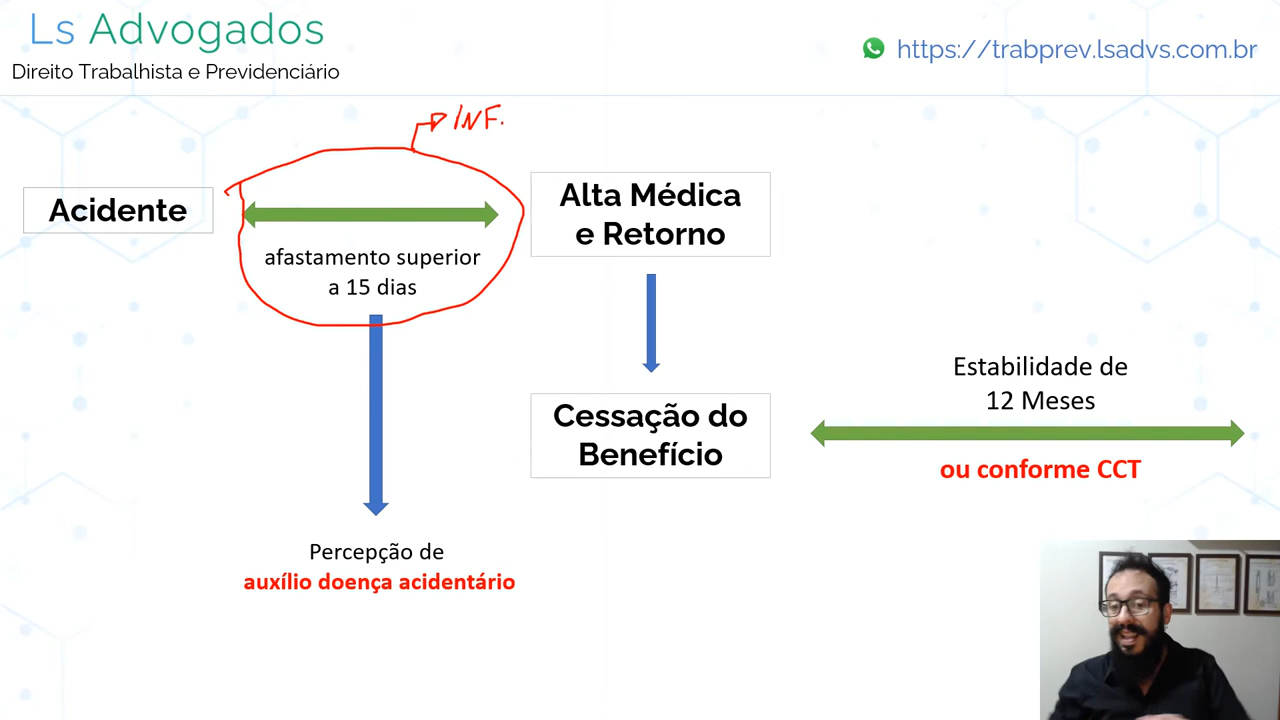 Ls Advogados
Direito Trabalhista e Previdenciário
https://trabprev.lsadvs.com.br
INF.
Acidente
afastamento superior
a 15 dias
Alta Médica
e Retorno
Cessação do
Benefício
Estabilidade de
12 Meses
ou conforme CCT
Percepção de
auxílio doença acidentário